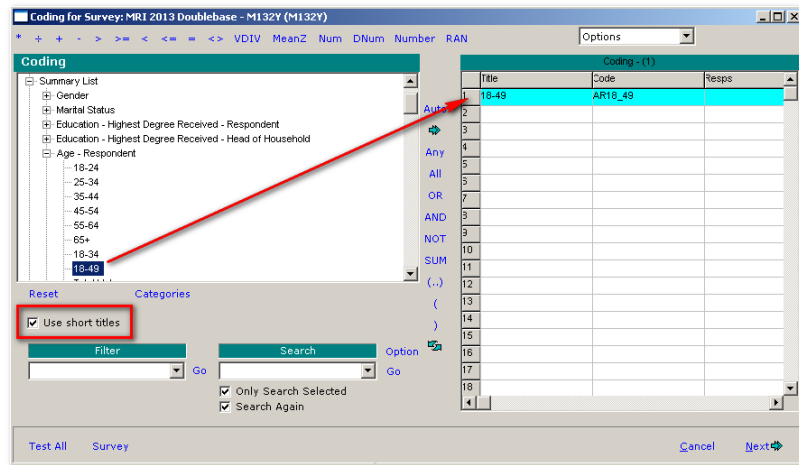 Coding for Survey: MRI 2013 Doublebase - M132Y (M132Y)
* ÷ + - > >= < <= = <> VDIV MeanZ Num DNum Number RAN
Options
Coding
Summary List
Gender
Marital Status
Education - Highest Degree Received - Respondent
Education - Highest Degree Received - Head of Household
Age - Respondent
18-24
25-34
35-44
45-54
55-64
65+
18-34
18-49
Auto
Any
All
OR
AND
NOT
SUM
(..)
(
)
Coding - (1)
Title Code Resps
1 18-49 AR18_49
2
3
4
5
6
7
8
9
10
11
12
13
14
15
16
17
18
Reset Categories
Use short titles
Filter Search Option
Go Go
Only Search Selected
Search Again
Test All Survey Cancel Next